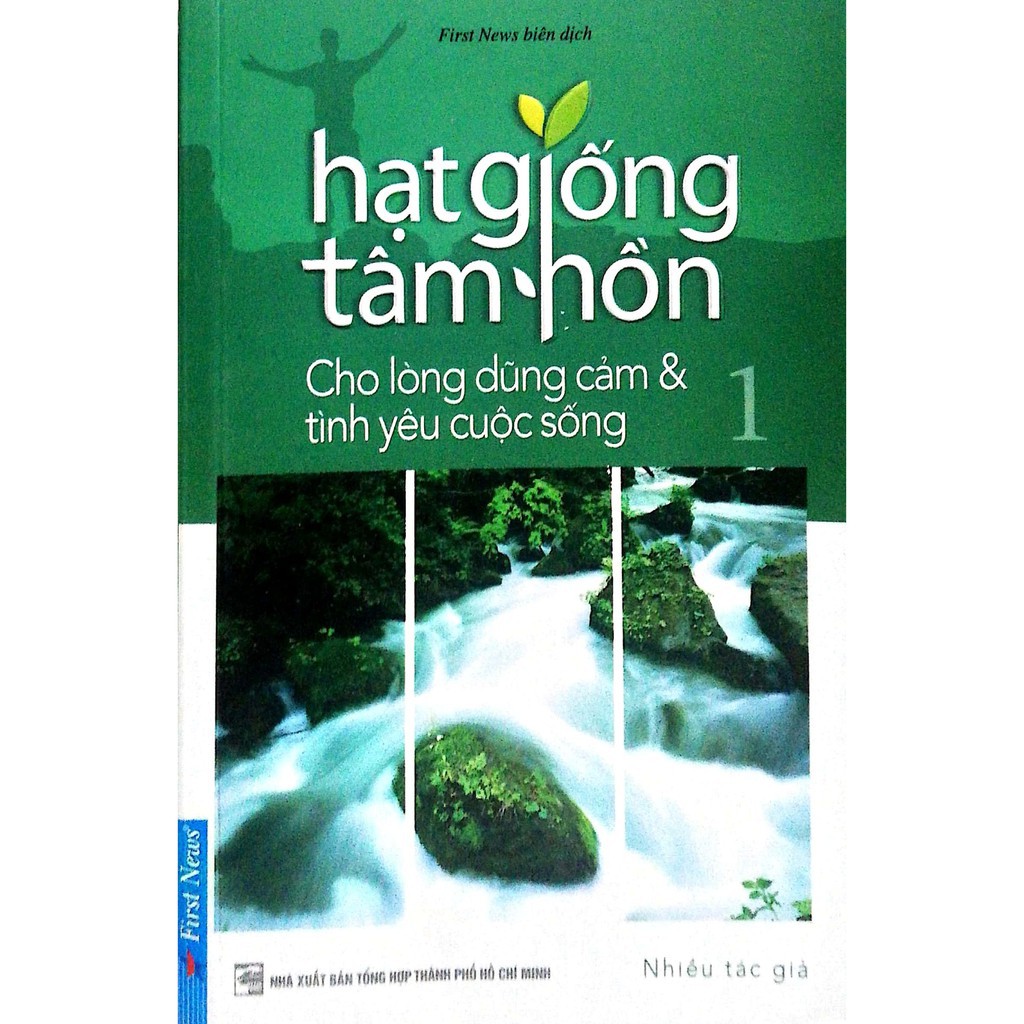 First News biên dịch
hạt giống
tâm hồn
Cho lòng dũng cảm &
tình yêu cuộc sống
1
First News
NHÀ XUẤT BẢN TỔNG HỢP THÀNH PHỐ HỒ CHÍ MINH
Nhiều tác giả